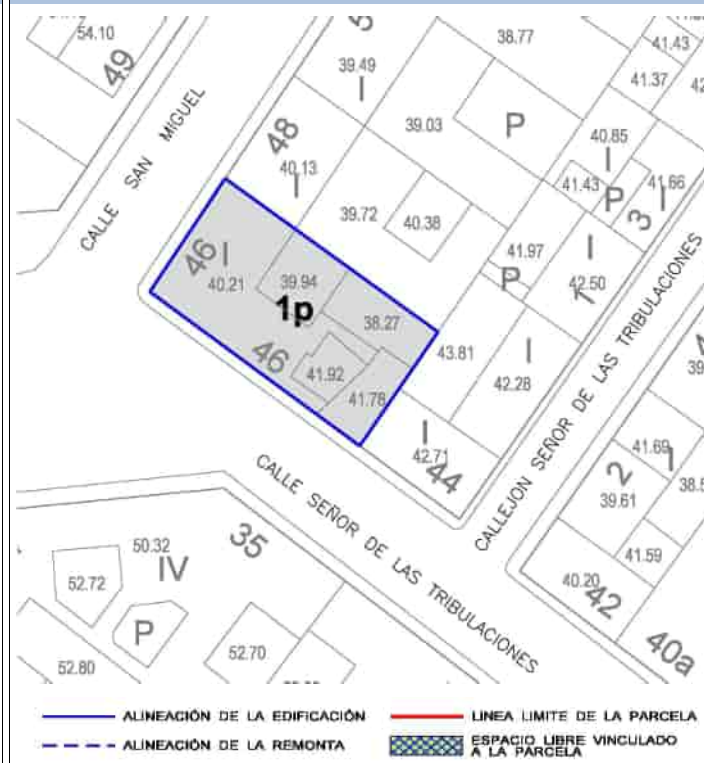 54.10
49
5
38.77
41.43
41.37
39.49
I
CALLE SAN MIGUEL
48
40.13
I
39.03
P
40.85
I
41.43
P
41.66
I
3
39.72
40.38
46
I
40.21
39.94
1p
38.27
41.97
P
I
42.50
1
46
41.92
41.78
43.81
I
42.28
I
42.71
44
CALLEJON SEÑOR DE LAS TRIBULACIONES
CALLE SEÑOR DE LAS TRIBULACIONES
41.69
I
2
39.61
41.59
40.20
42
40a
50.32
IV
35
52.72
P
52.70
52.80
ALINEACIÓN DE LA EDIFICACIÓN
LINEA LIMITE DE LA PARCELA
ALINEACIÓN DE LA REMONTA
ESPACIO LIBRE VINCULADO
A LA PARCELA